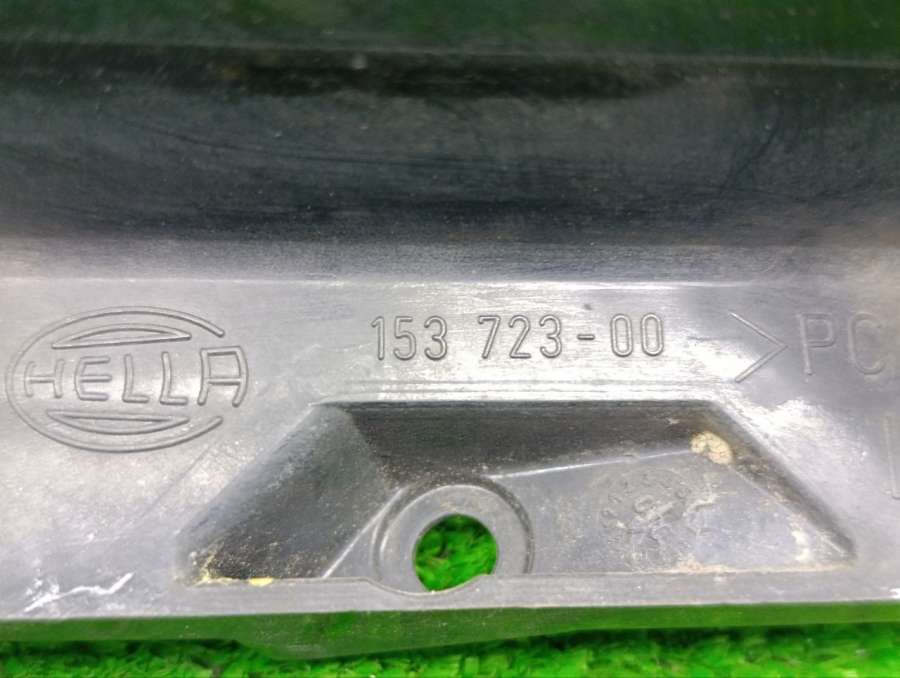 HELLA
153 723-00
>PC